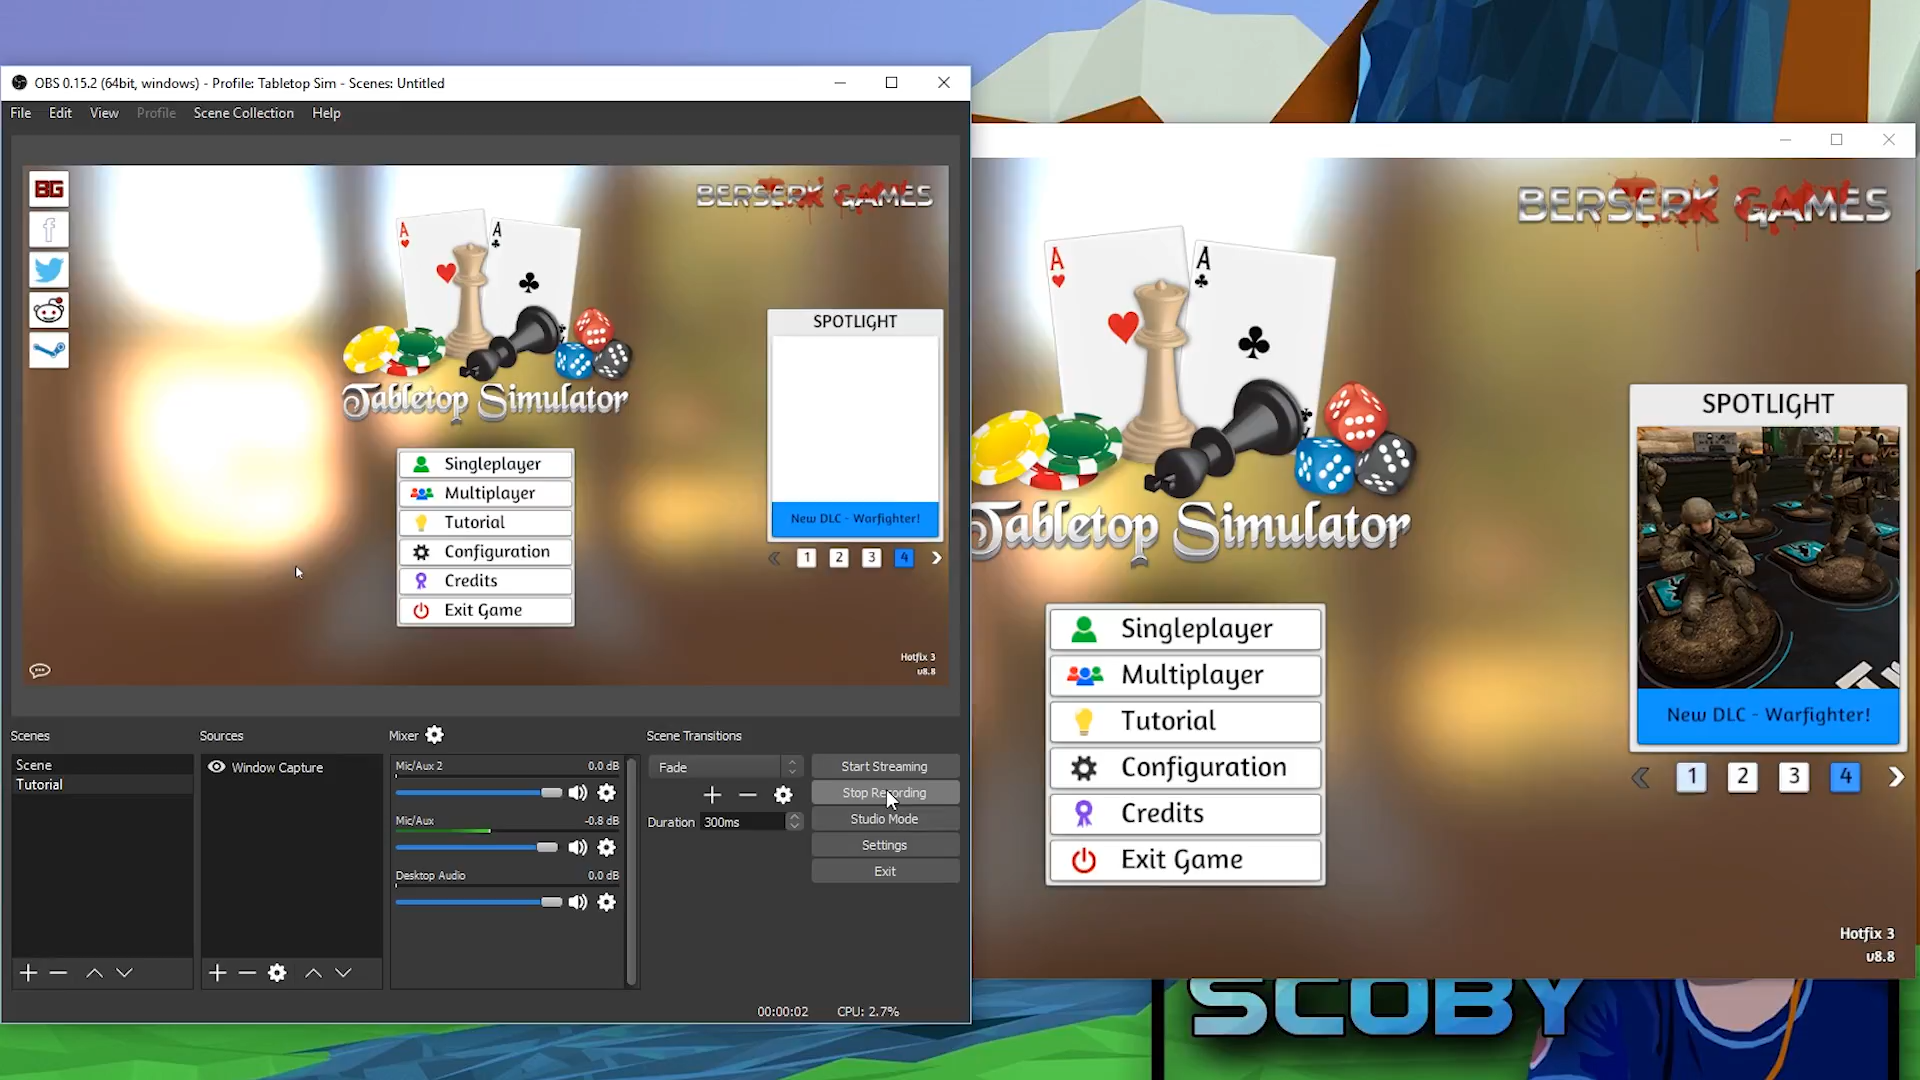 OBS 0.15.2 (64bit, windows) - Profile: Tabletop Sim - Scenes: Untitled
File Edit View Profile Scene Collection Help
BG
BERSERK GAMES
A A
Tabletop Simulator
SPOTLIGHT
New DLC - Warfighter!
1 2 3 4
Singleplayer
Multiplayer
Tutorial
Configuration
Credits
Exit Game
Hotfix 3
v8.8
Scenes
Scene
Tutorial
Sources
Window Capture
Mixer
Mic/Aux 2 0.0 dB
Mic/Aux -0.8 dB
Desktop Audio 0.0 dB
Scene Transitions
Fade
Duration 300ms
Start Streaming
Stop Recording
Studio Mode
Settings
Exit
00:00:02 CPU: 2.7%
BERSERK GAMES
A A
Tabletop Simulator
SPOTLIGHT
New DLC - Warfighter!
1 2 3 4
Singleplayer
Multiplayer
Tutorial
Configuration
Credits
Exit Game
Hotfix 3
v8.8
SCOBY